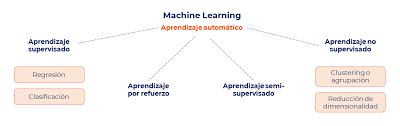 Machine Learning
Aprendizaje automático
Aprendizaje
supervisado
Regresión
Clasificación
Aprendizaje
por refuerzo
Aprendizaje semi-
supervisado
Aprendizaje no
supervisado
Clustering o
agrupación
Reducción de
dimensionalidad